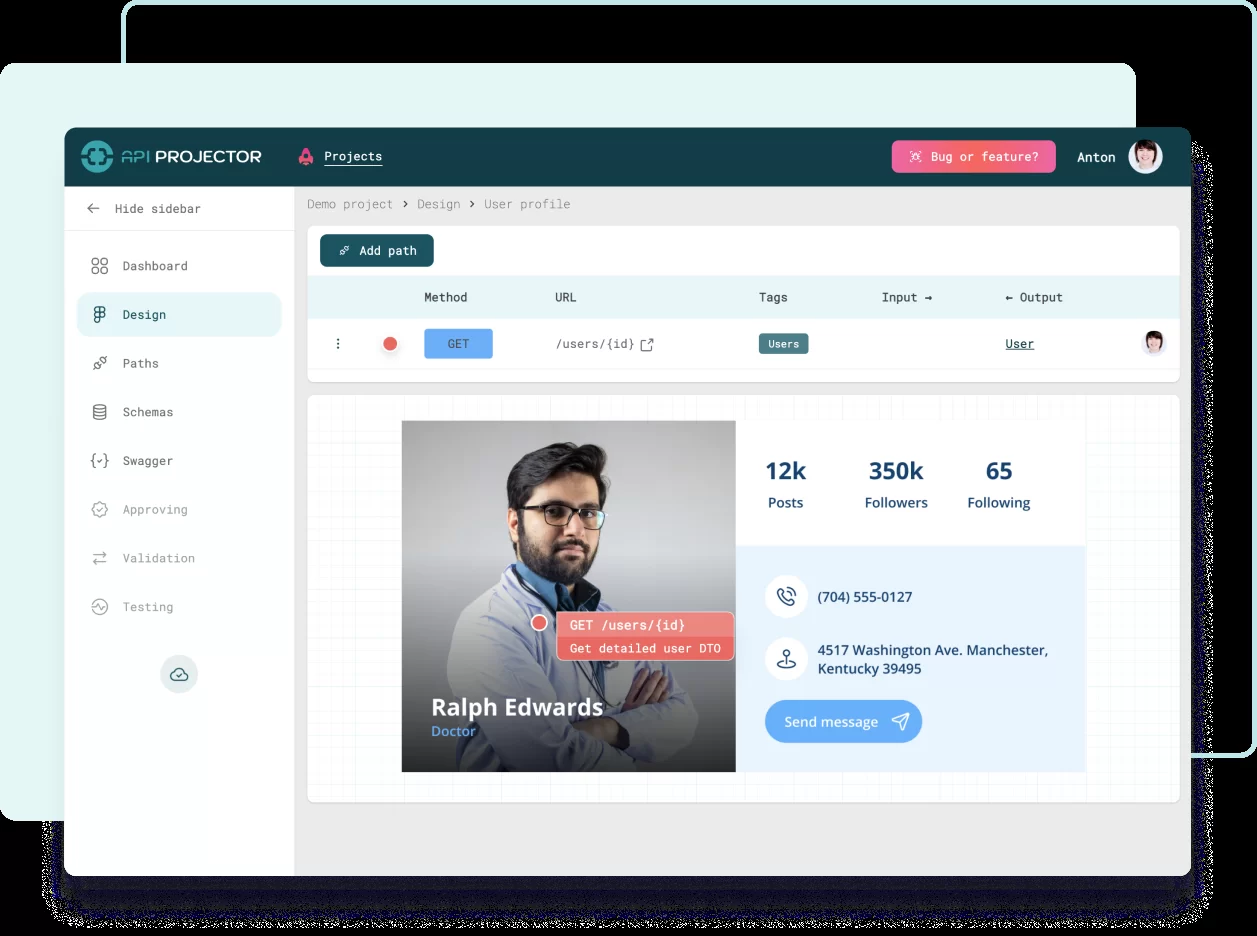 API PROJECTOR
Projects
Bug or feature?
Anton
Hide sidebar
Demo project > Design > User profile
Dashboard
Design
Paths
Schemas
Swagger
Approving
Validation
Testing
Add path
Method URL Tags Input → ← Output
GET /users/{id} Users User
12k 350k 65
Posts Followers Following
GET /users/{id}
Get detailed user DTO
Ralph Edwards
Doctor
(704) 555-0127
4517 Washington Ave. Manchester,
Kentucky 39495
Send message